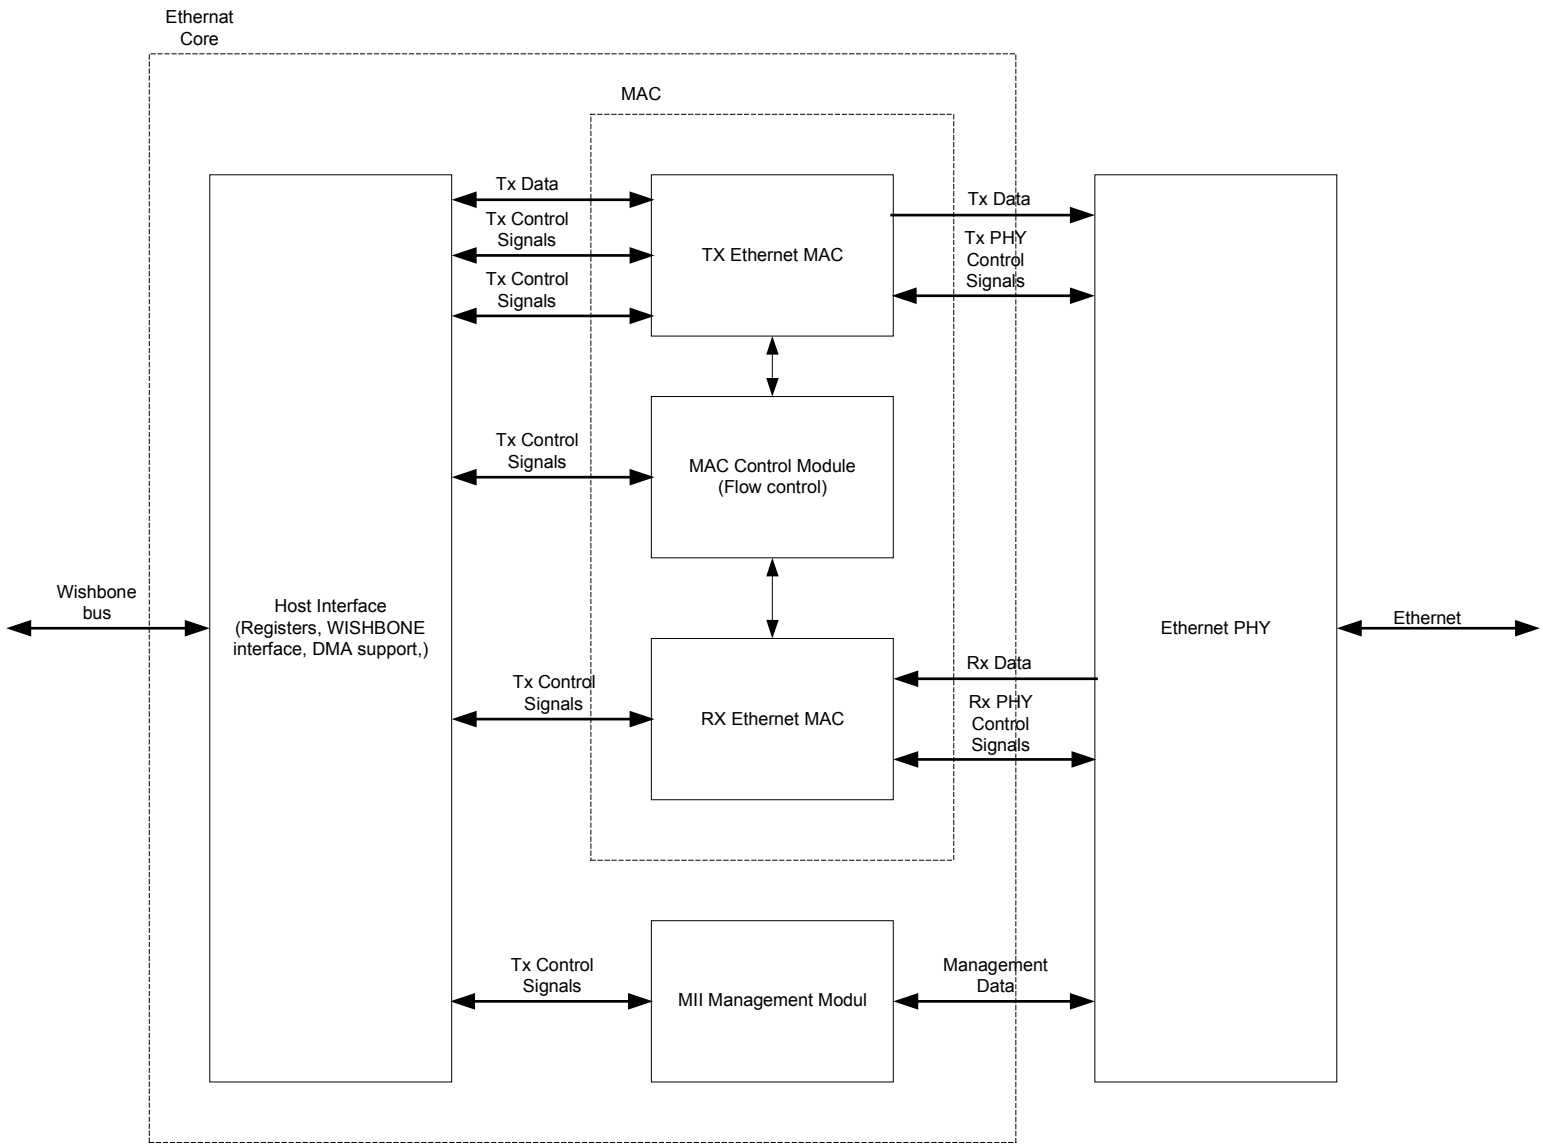 Ethernat
Core
MAC
Tx Data
Tx Control
Signals
Tx Control
Signals
TX Ethernet MAC
Tx Data
Tx PHY
Control
Signals
Tx Control
Signals
MAC Control Module
(Flow control)
Wishbone
bus
Host Interface
(Registers, WISHBONE
interface, DMA support,)
Ethernet PHY
Ethernet
Tx Control
Signals
RX Ethernet MAC
Rx Data
Rx PHY
Control
Signals
Tx Control
Signals
MII Management Modul
Management
Data